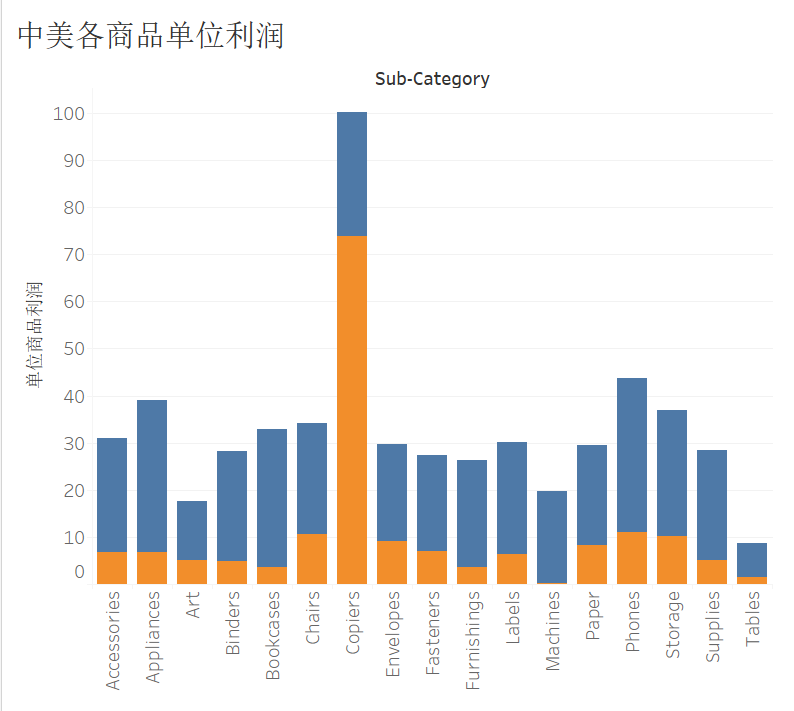 中美各商品单位利润
Sub-Category
单位商品利润
100
90
80
70
60
50
40
30
20
10
0
Accessories
Appliances
Art
Binders
Bookcases
Chairs
Copiers
Envelopes
Fasteners
Furnishings
Labels
Machines
Paper
Phones
Storage
Supplies
Tables